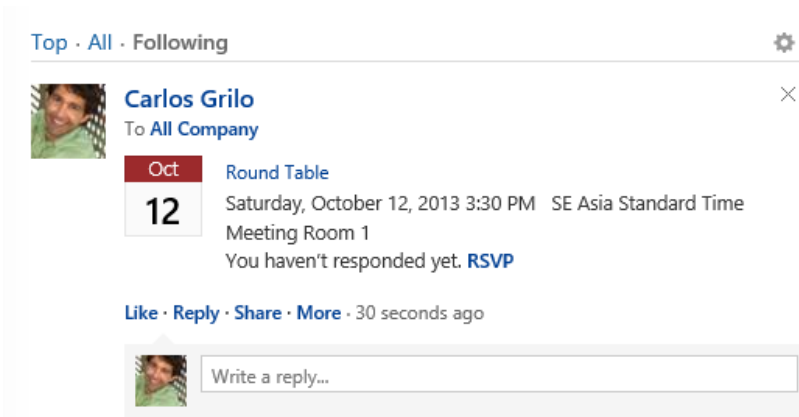 Top · All · Following
Carlos Grilo
To All Company
Oct
12
Round Table
Saturday, October 12, 2013 3:30 PM SE Asia Standard Time
Meeting Room 1
You haven't responded yet. RSVP
Like · Reply · Share · More · 30 seconds ago
Write a reply...